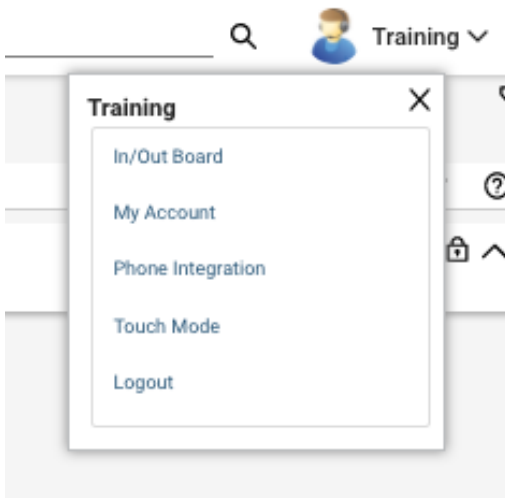 Training
Training
In/Out Board
My Account
Phone Integration
Touch Mode
Logout